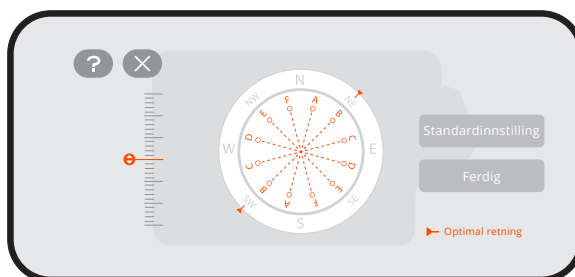 ?
N
NW
NE
F
A
E
B
D
C
W
E
C
D
B
E
A
F
SW
SE
S
Standardinnstilling
Ferdig
Optimal retning